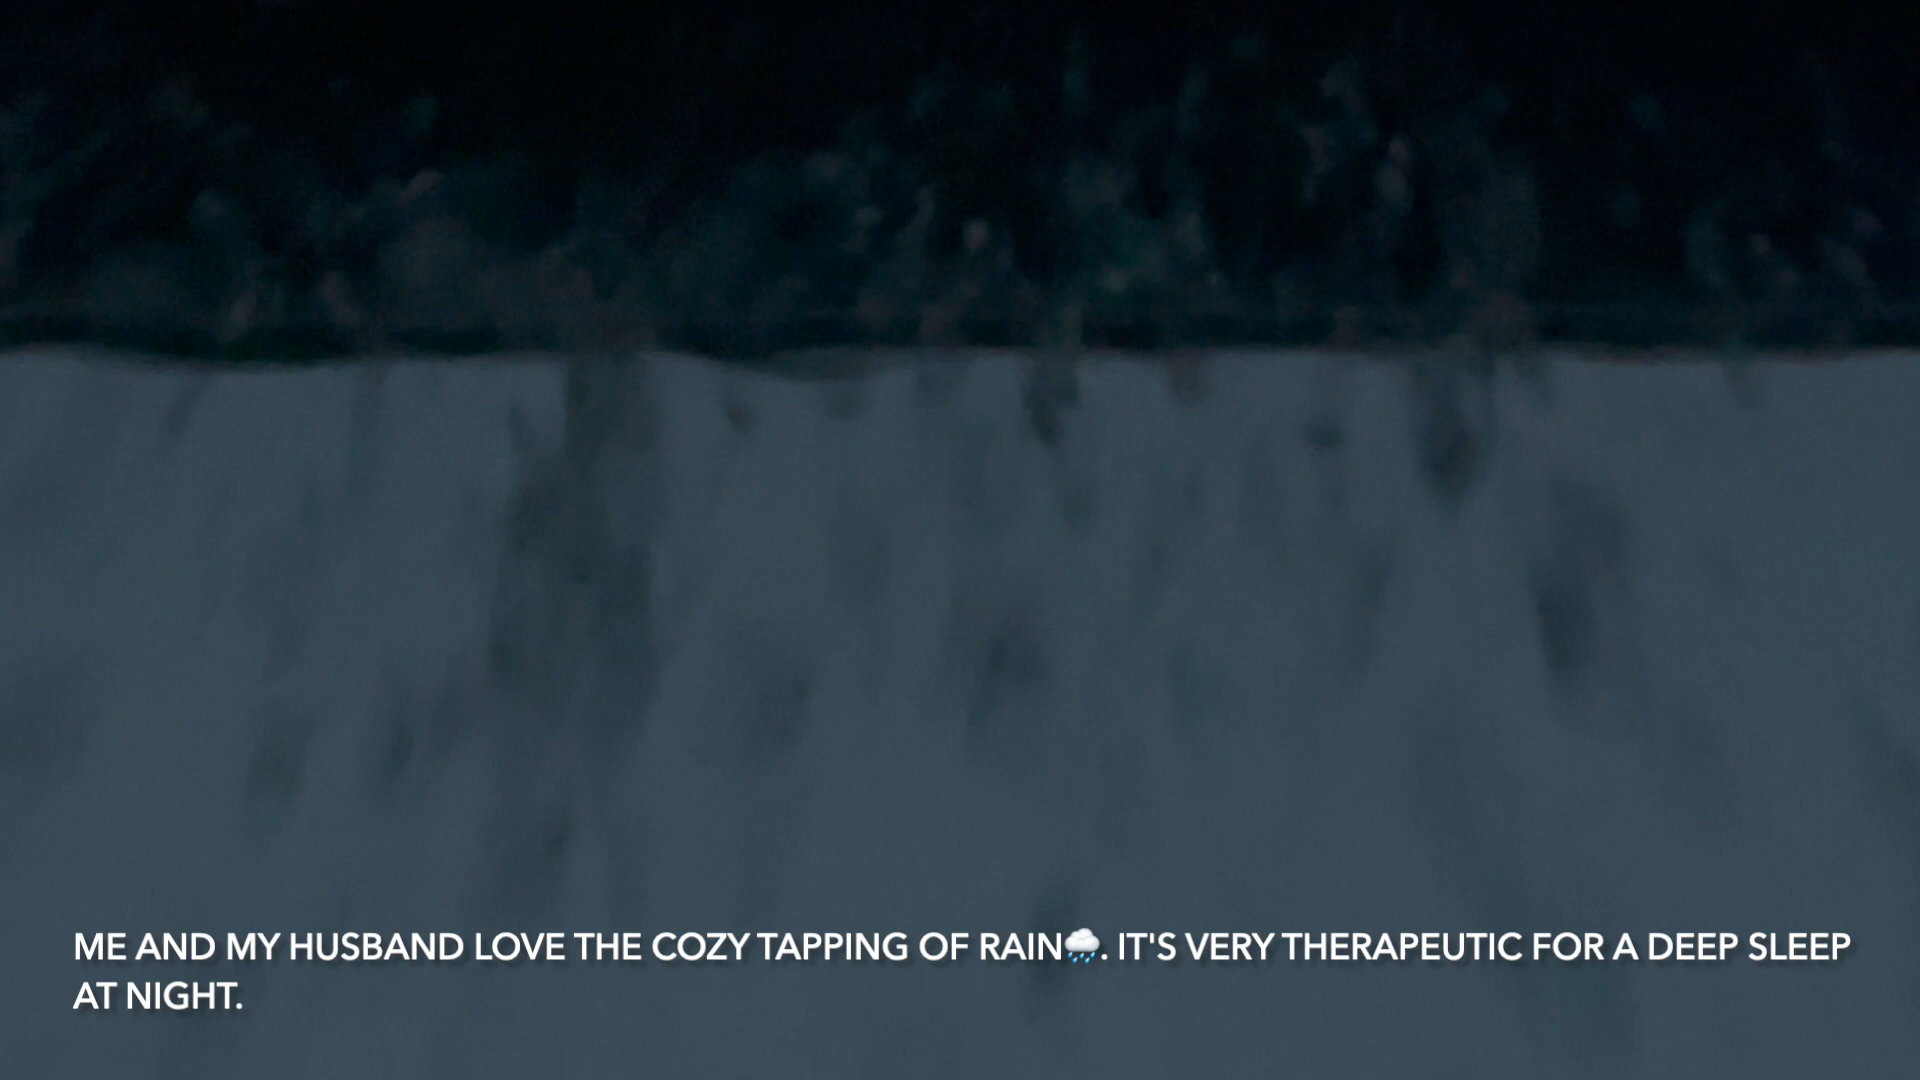 ME AND MY HUSBAND LOVE THE COZY TAPPING OF RAIN🌧️. IT'S VERY THERAPEUTIC FOR A DEEP SLEEP
AT NIGHT.